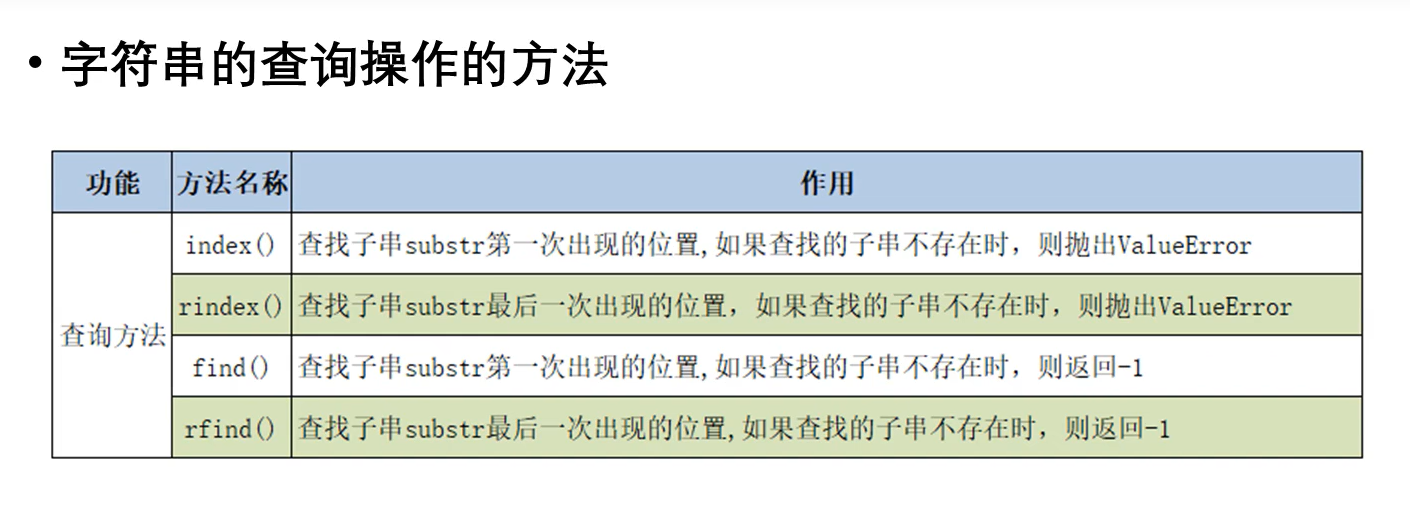 • 字符串的查询操作的方法
功能 方法名称 作用
查询方法
index() 查找子串substr第一次出现的位置,如果查找的子串不存在时，则抛出ValueError
rindex() 查找子串substr最后一次出现的位置，如果查找的子串不存在时，则抛出ValueError
find() 查找子串substr第一次出现的位置,如果查找的子串不存在时，则返回-1
rfind() 查找子串substr最后一次出现的位置,如果查找的子串不存在时，则返回-1